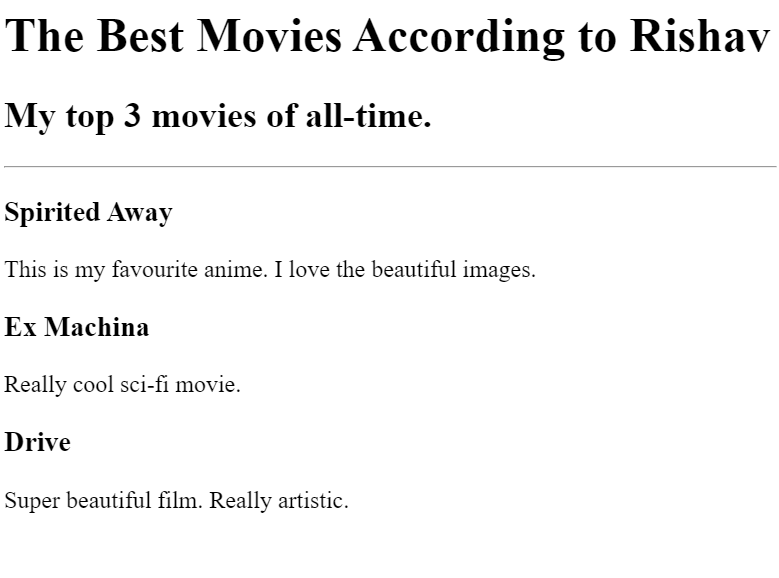 The Best Movies According to Rishav
My top 3 movies of all-time.
Spirited Away
This is my favourite anime. I love the beautiful images.
Ex Machina
Really cool sci-fi movie.
Drive
Super beautiful film. Really artistic.